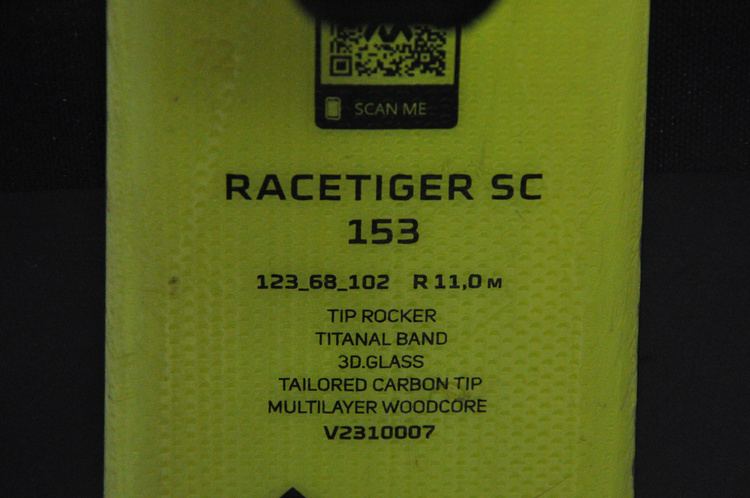 SCAN ME
RACETIGER SC
153
123_68_102 R 11,0 M
TIP ROCKER
TITANAL BAND
3D.GLASS
TAILORED CARBON TIP
MULTILAYER WOODCORE
V2310007